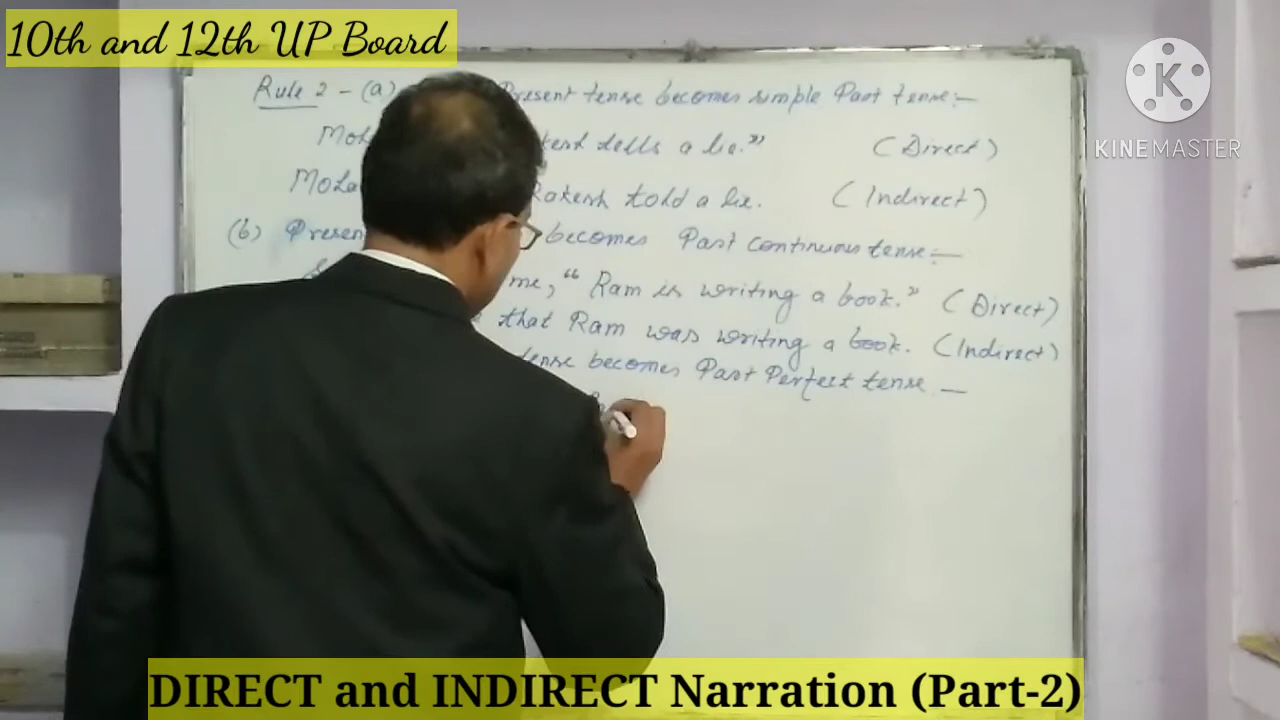 10th and 12th UP Board
KINEMASTER
Rule 2 - (a) Present tense becomes simple Past tense:-
tells a lie." (Direct)
Rakesh told a lie. (Indirect)
(b) becomes Past continuous tense:-
me, " Ram is writing a book." (Direct)
that Ram was writing a book. (Indirect)
tense becomes Past Perfect tense. -
DIRECT and INDIRECT Narration (Part-2)